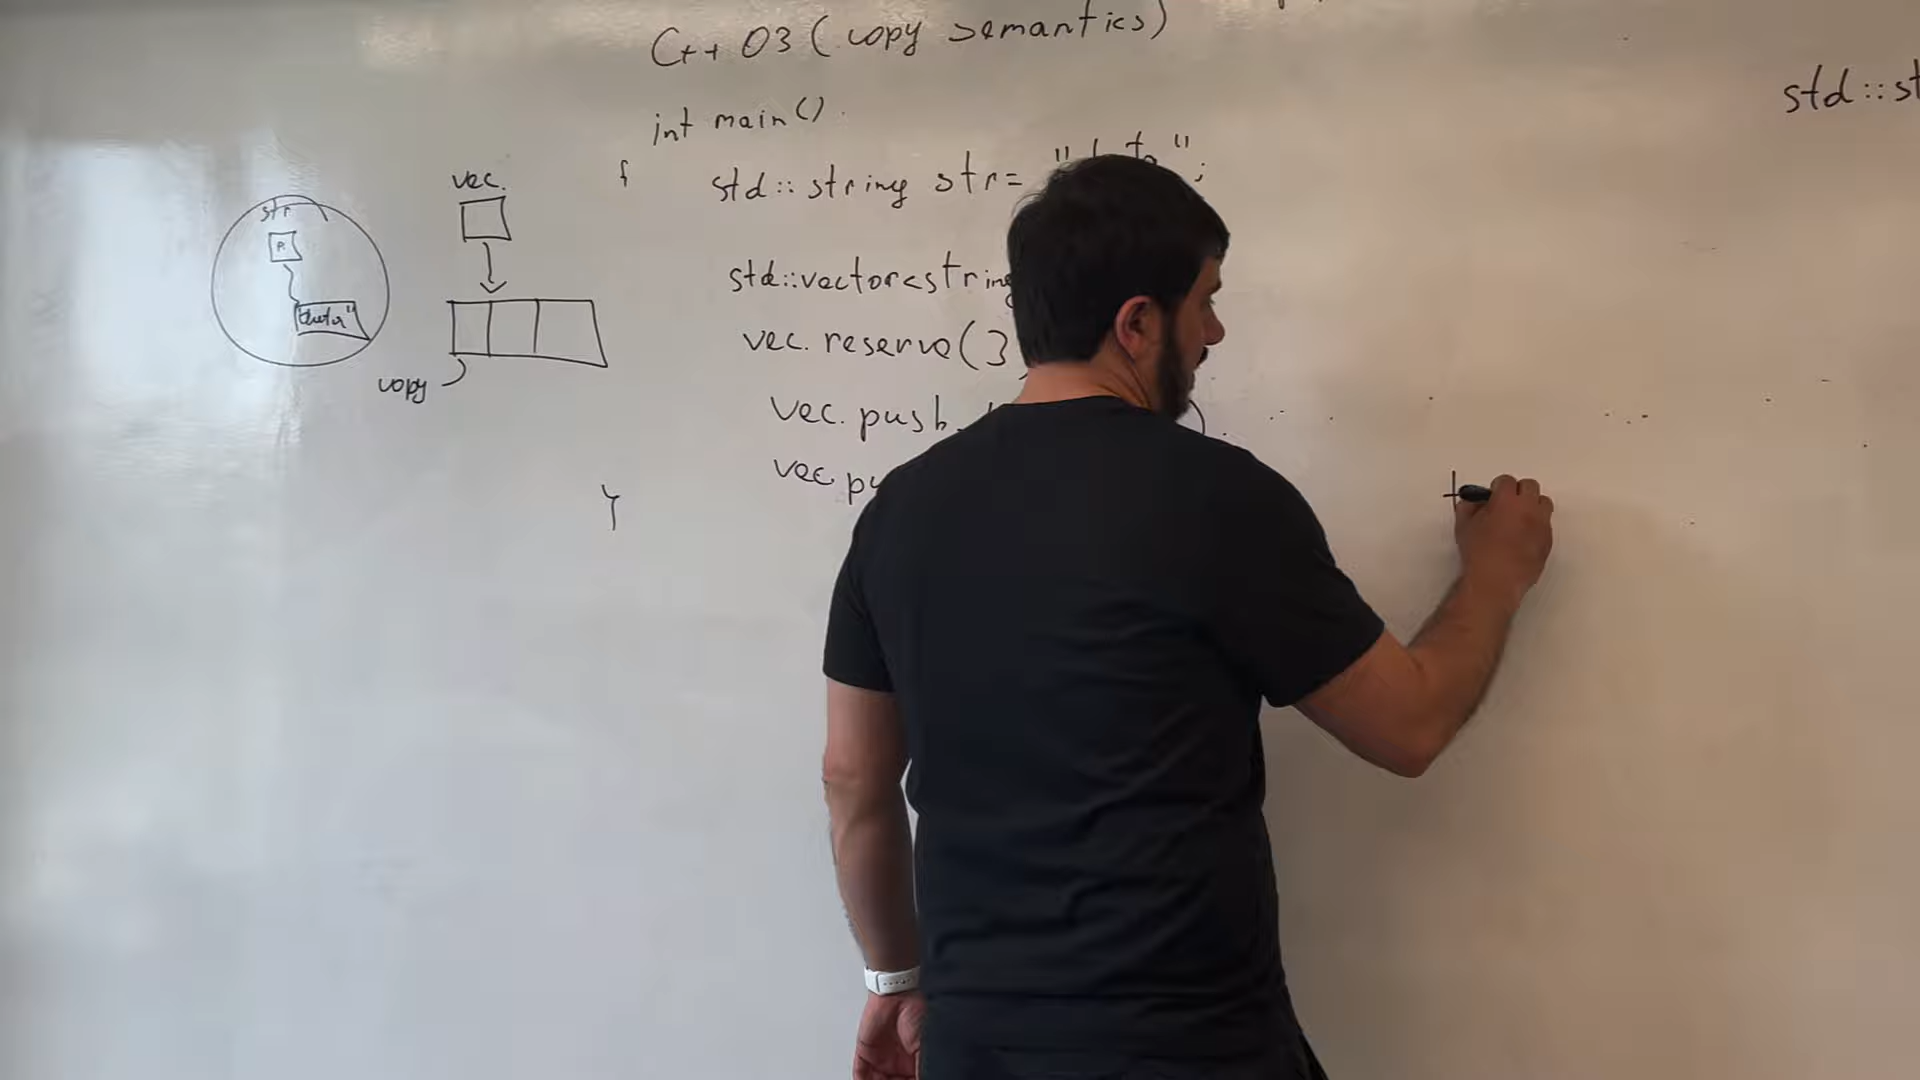 C++ 03 (copy semantics)
std::st
int main()
{ std::string str= " ";
vec.
str
P.
std::vector<string
"data"
vec. reserve(3
copy
vec. push_
vec. pu
}